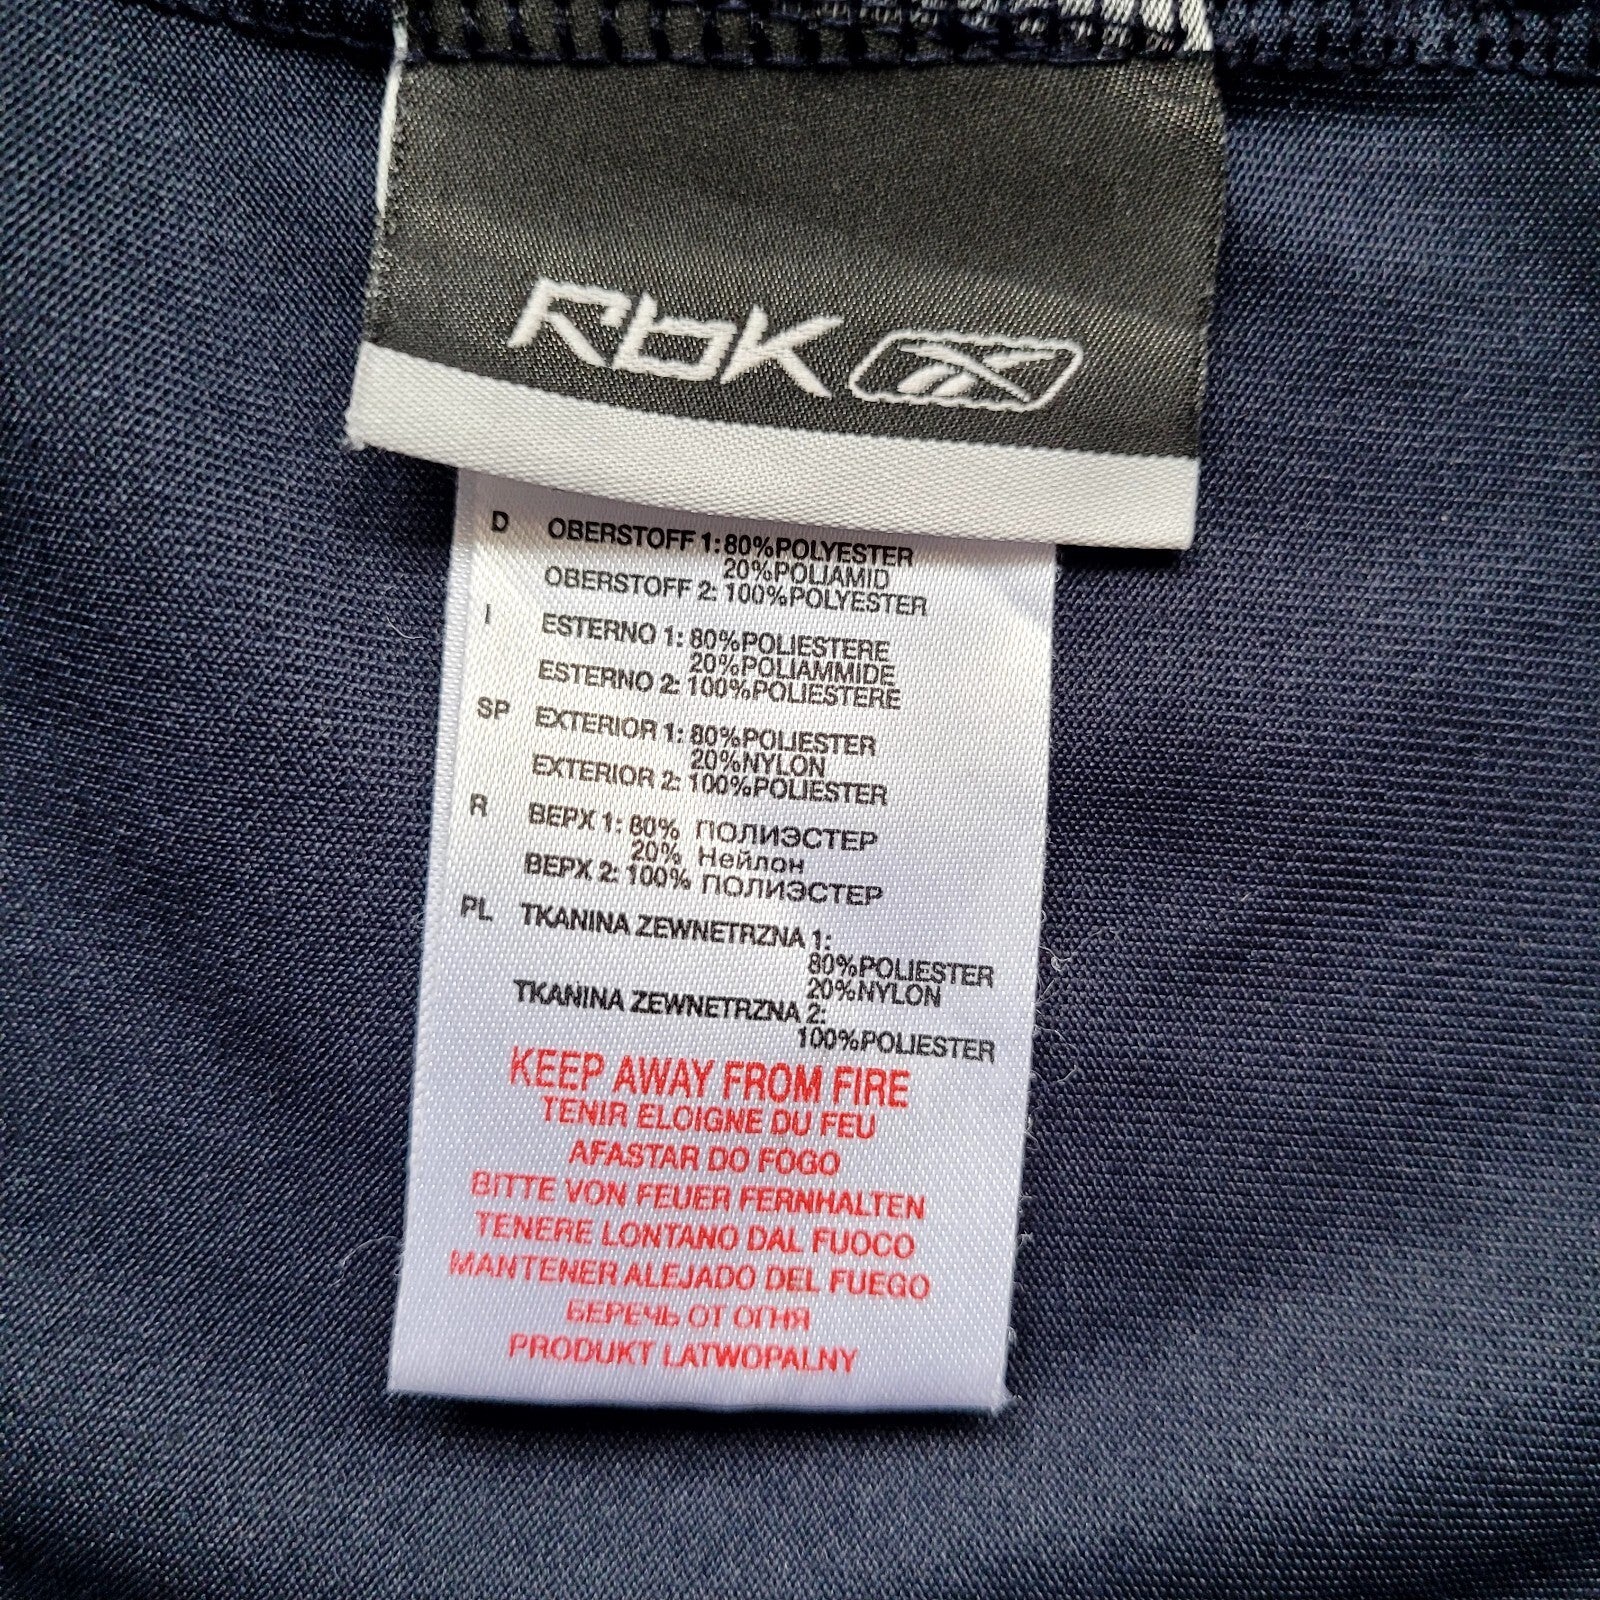 Rbk
D OBERSTOFF 1: 80%POLYESTER
20%POLIAMID
OBERSTOFF 2: 100%POLYESTER
I ESTERNO 1: 80%POLIESTERE
20%POLIAMMIDE
ESTERNO 2: 100%POLIESTERE
SP EXTERIOR 1: 80%POLIESTER
20%NYLON
EXTERIOR 2: 100%POLIESTER
R ВЕРХ 1: 80% ПОЛИЭСТЕР
20% Нейлон
ВЕРХ 2: 100% ПОЛИЭСТЕР
PL TKANINA ZEWNETRZNA 1:
80%POLIESTER
20%NYLON
TKANINA ZEWNETRZNA 2:
100%POLIESTER
KEEP AWAY FROM FIRE
TENIR ELOIGNE DU FEU
AFASTAR DO FOGO
BITTE VON FEUER FERNHALTEN
TENERE LONTANO DAL FUOCO
MANTENER ALEJADO DEL FUEGO
БЕРЕЧЬ ОТ ОГНЯ
PRODUKT LATWOPALNY